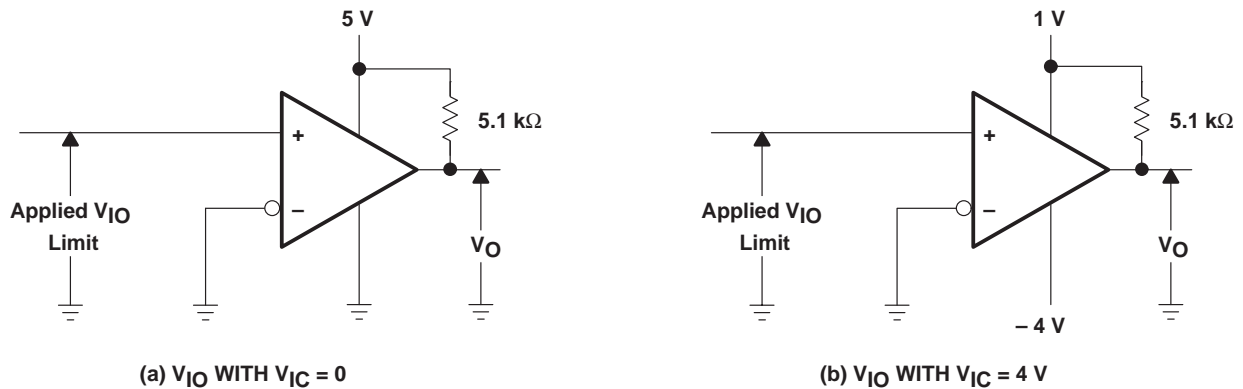 5 V
5.1 kΩ
+
−
Applied VIO
Limit
VO
(a) VIO WITH VIC = 0
1 V
5.1 kΩ
+
−
Applied VIO
Limit
VO
– 4 V
(b) VIO WITH VIC = 4 V